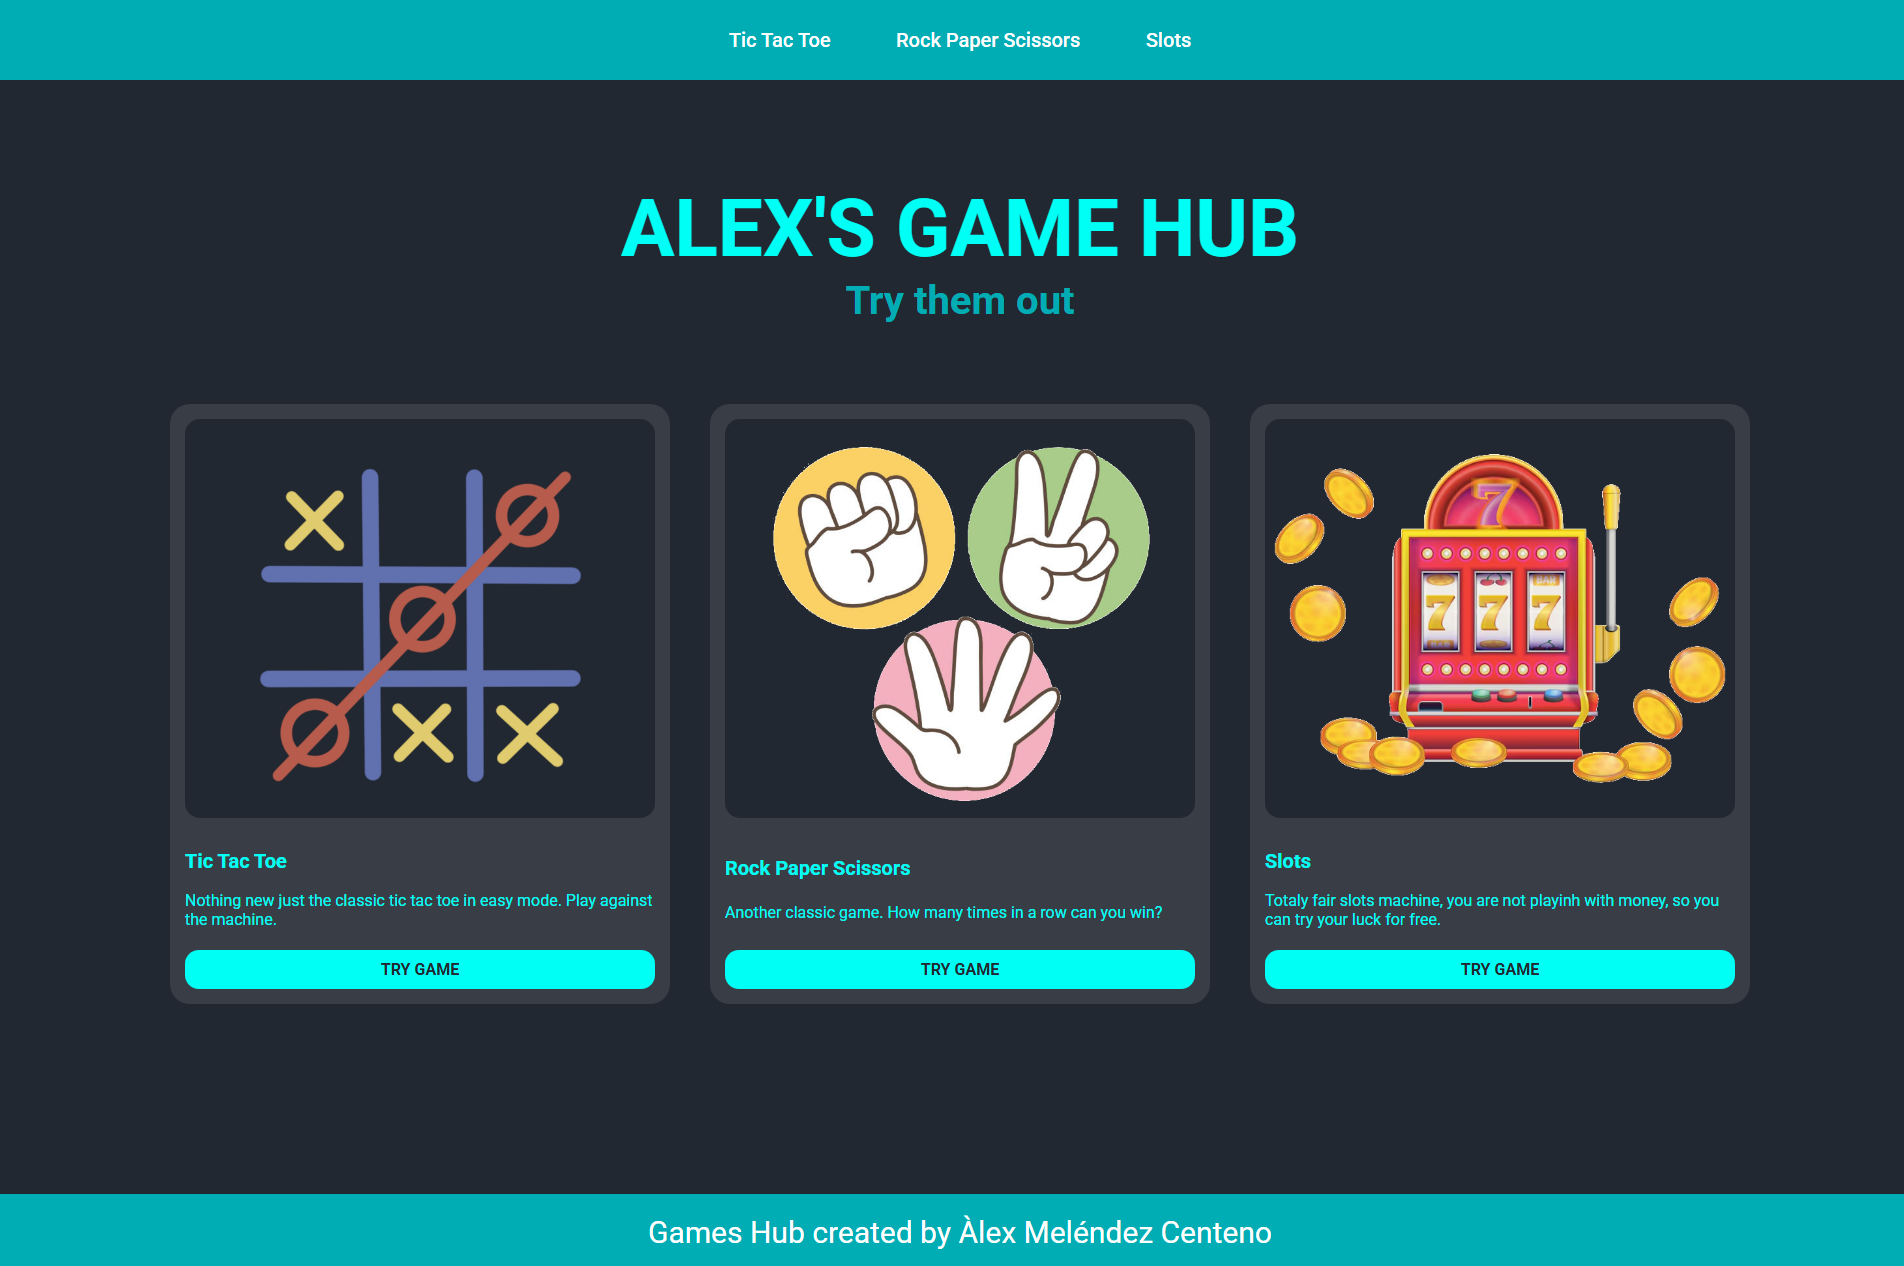 Tic Tac Toe Rock Paper Scissors Slots
ALEX'S GAME HUB
Try them out
7
BAR
7 7 7
Tic Tac Toe
Nothing new just the classic tic tac toe in easy mode. Play against
the machine.
TRY GAME
Rock Paper Scissors
Another classic game. How many times in a row can you win?
TRY GAME
Slots
Totaly fair slots machine, you are not playinh with money, so you
can try your luck for free.
TRY GAME
Games Hub created by Àlex Meléndez Centeno